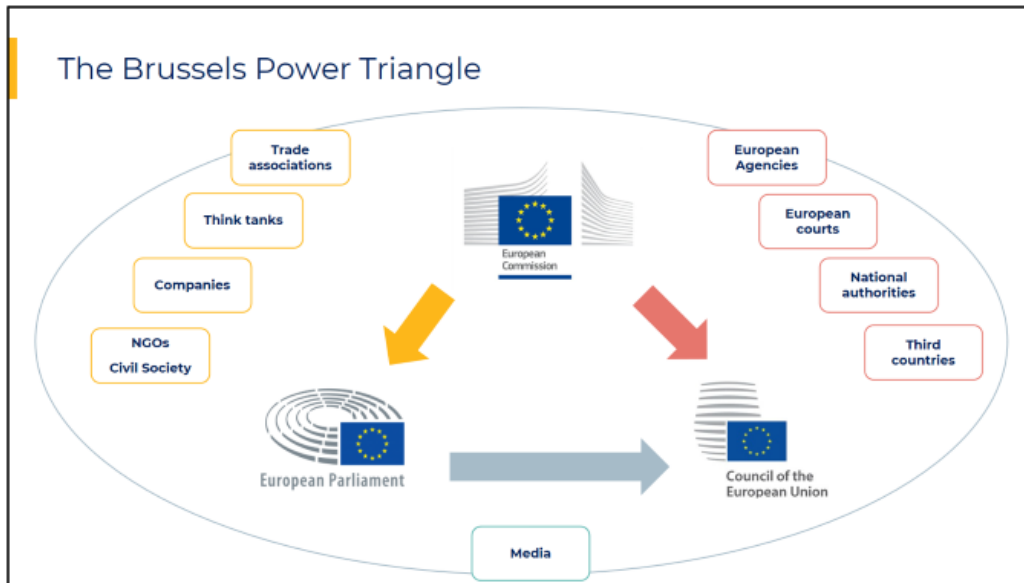 The Brussels Power Triangle
Trade
associations
Think tanks
Companies
NGOs
Civil Society
European
Commission
European
Agencies
European
courts
National
authorities
Third
countries
European Parliament
Council of the
European Union
Media